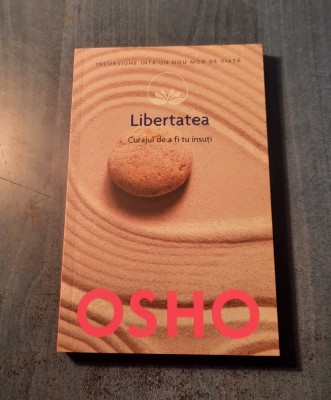 INCURSIUNE ÎNTR-UN NOU MOD DE VIAȚĂ
Libertatea
Curajul de a fi tu însuți
OSHO